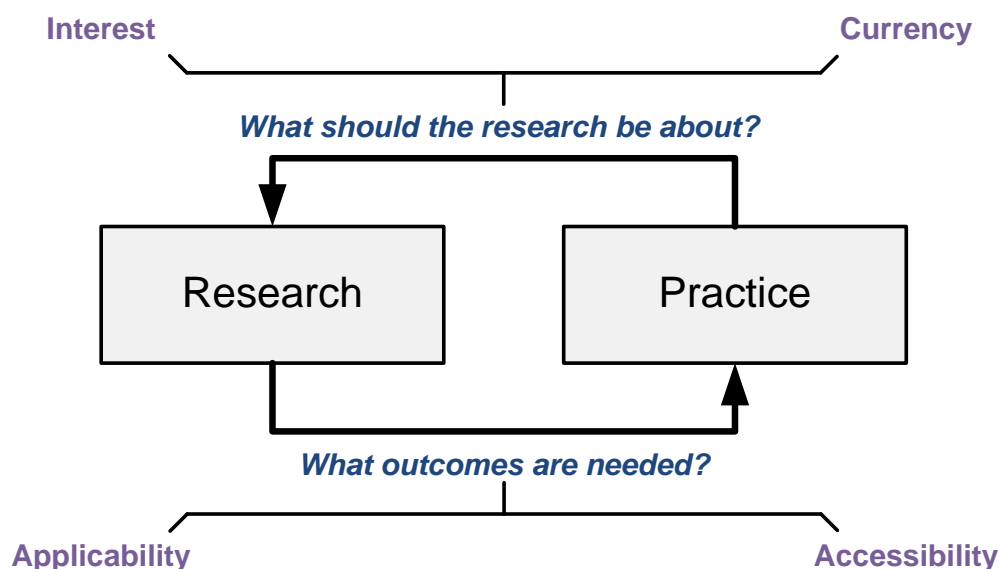 Interest
Currency
What should the research be about?
Research
Practice
What outcomes are needed?
Applicability
Accessibility